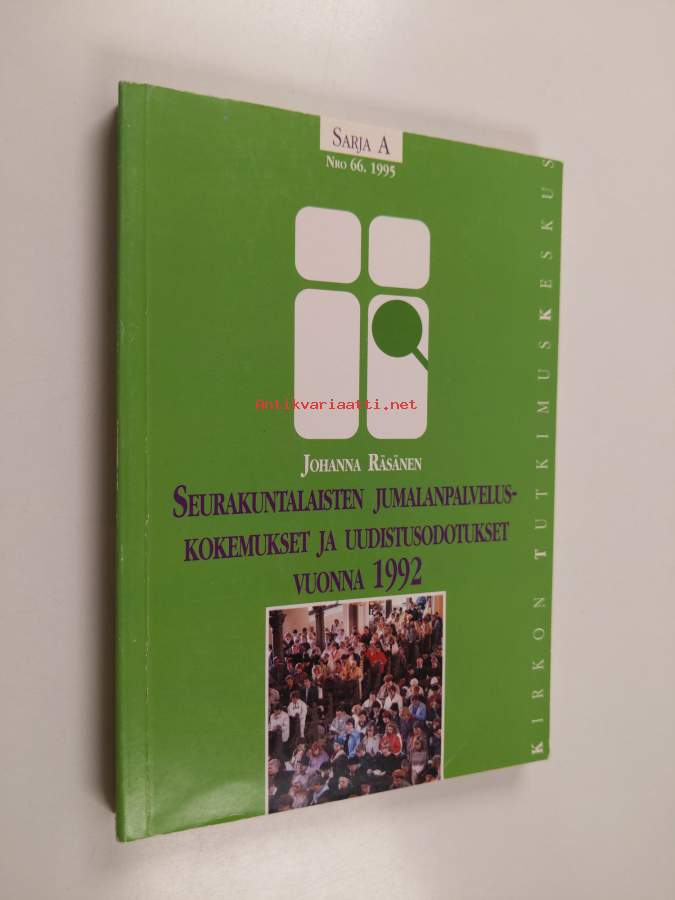 SARJA A
NRO 66. 1995
KIRKON TUTKIMUSKESKUS
Antikvariaatti.net
JOHANNA RÄSÄNEN
SEURAKUNTALAISTEN JUMALANPALVELUS-
KOKEMUKSET JA UUDISTUSODOTUKSET
VUONNA 1992